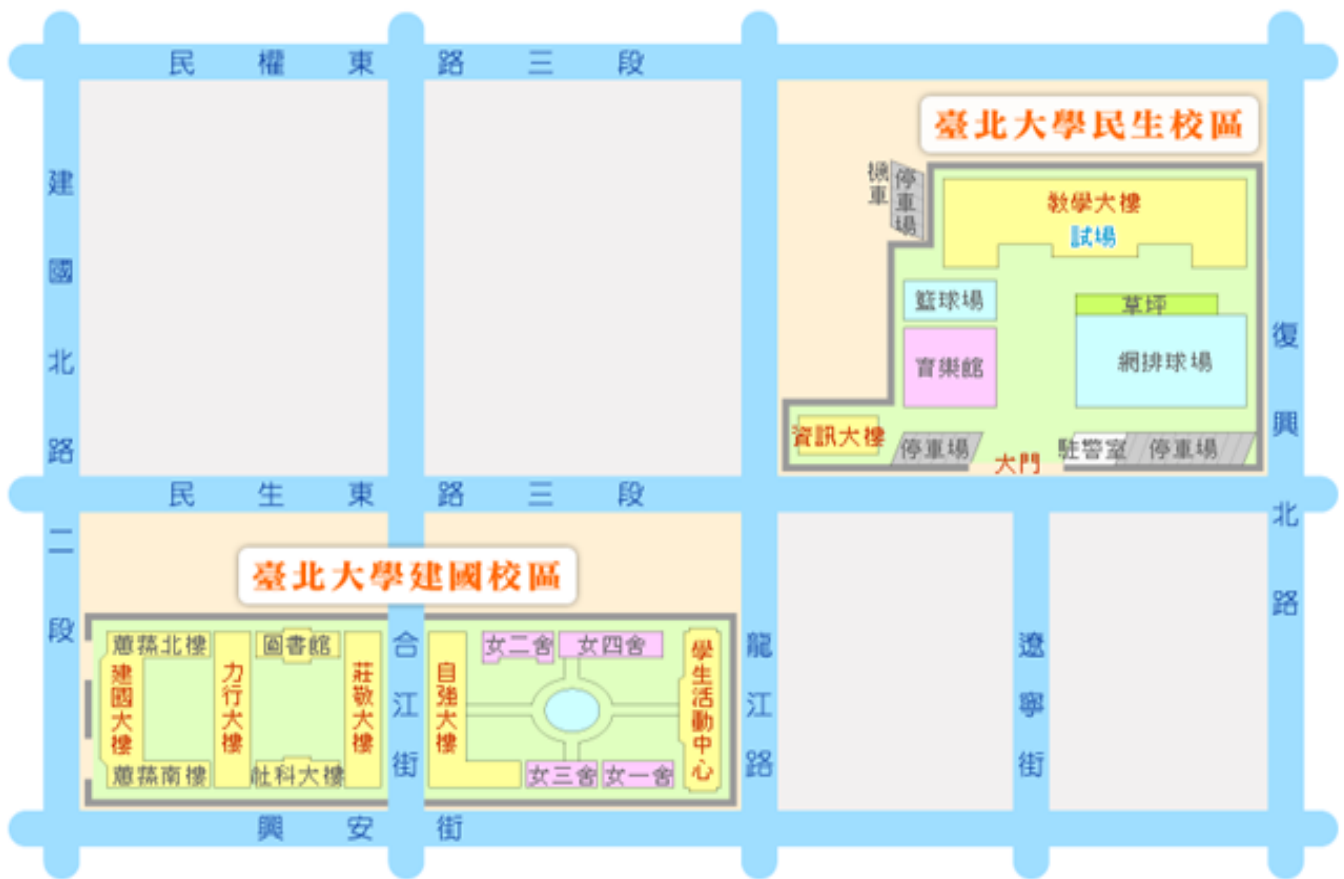 民權東路三段
臺北大學民生校區
機車
停車場
教學大樓
試場
籃球場
草坪
育樂館
網排球場
資訊大樓
停車場
大門
駐警室
停車場
建國北路二段
復興北路
民生東路三段
臺北大學建國校區
蕙蓀北樓
圖書館
女二舍
女四舍
建國大樓
力行大樓
莊敬大樓
合江街
自強大樓
學生活動中心
龍江路
遼寧街
蕙蓀南樓
社科大樓
女三舍
女一舍
興安街